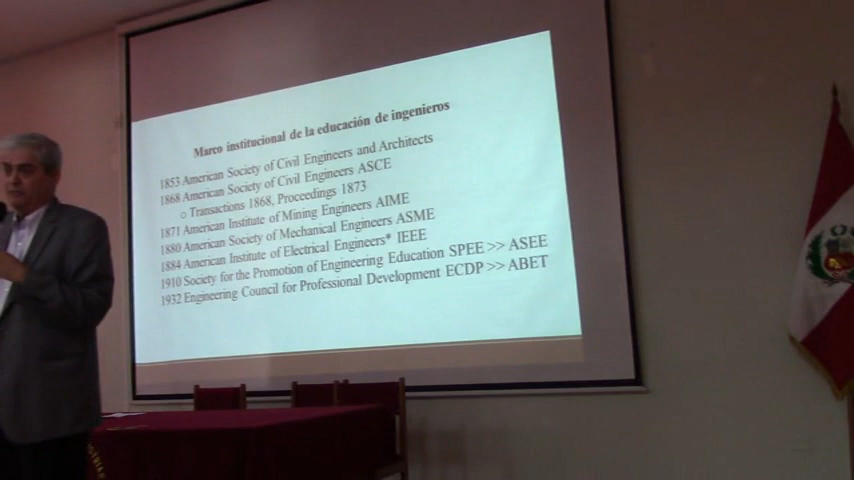 Marco institucional de la educación de ingenieros
1853 American Society of Civil Engineers and Architects
1868 American Society of Civil Engineers ASCE
○ Transactions 1868, Proceedings 1873
1871 American Institute of Mining Engineers AIME
1880 American Society of Mechanical Engineers ASME
1884 American Institute of Electrical Engineers* IEEE
1910 Society for the Promotion of Engineering Education SPEE >> ASEE
1932 Engineering Council for Professional Development ECDP >> ABET